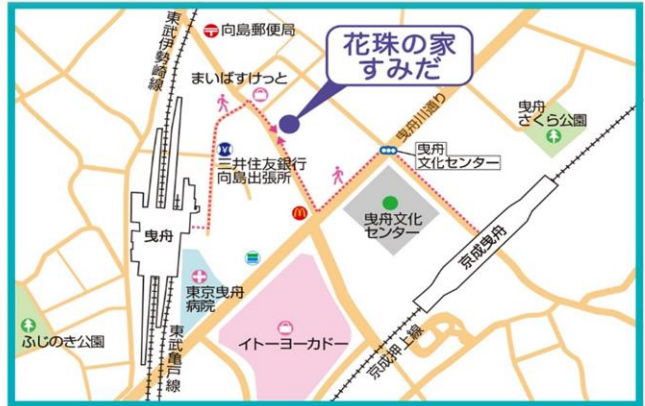 東武伊勢崎線
向島郵便局
花珠の家
すみだ
まいばすけっと
曳舟川通り
曳舟
さくら公園
三井住友銀行
向島出張所
曳舟
文化センター
曳舟文化
センター
曳舟
京成曳舟
東京曳舟
病院
イトーヨーカドー
ふじのき公園
東武亀戸線
京成押上線